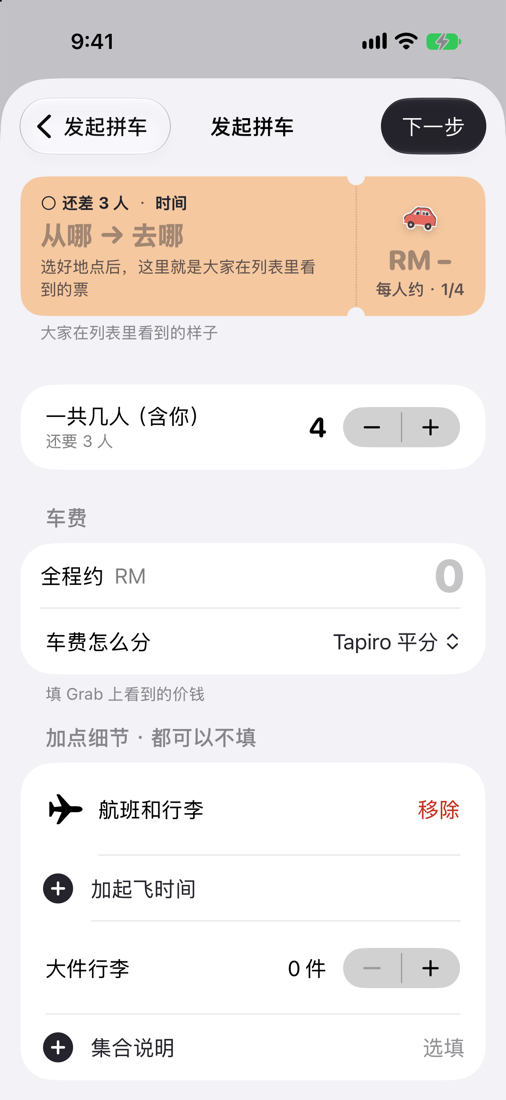 9:41
发起拼车
发起拼车
下一步
还差 3 人 · 时间
从哪 → 去哪
选好地点后，这里就是大家在列表里看
到的票
RM –
每人约 · 1/4
大家在列表里看到的样子
一共几人（含你）
还要 3 人
4
车费
全程约 RM
0
车费怎么分
Tapiro 平分
填 Grab 上看到的价钱
加点细节 · 都可以不填
航班和行李
移除
加起飞时间
大件行李
0 件
集合说明
选填